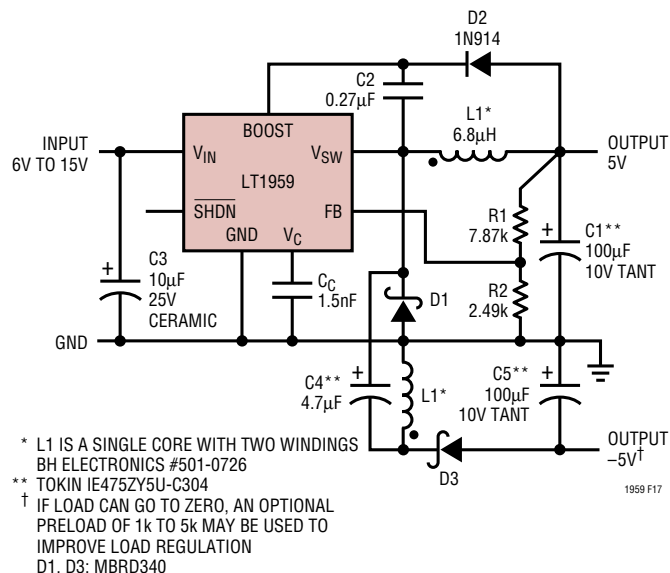 D2
1N914
C2
0.27µF
L1*
6.8µH
INPUT
6V TO 15V
BOOST
VIN
VSW
LT1959
SHDN
FB
GND
VC
OUTPUT
5V
R1
7.87k
+
C1**
100µF
10V TANT
+
C3
10µF
25V
CERAMIC
CC
1.5nF
D1
R2
2.49k
GND
+
C4**
4.7µF
L1*
+
C5**
100µF
10V TANT
D3
OUTPUT
–5V†
* L1 IS A SINGLE CORE WITH TWO WINDINGS
BH ELECTRONICS #501-0726
** TOKIN IE475ZY5U-C304
† IF LOAD CAN GO TO ZERO, AN OPTIONAL
PRELOAD OF 1k TO 5k MAY BE USED TO
IMPROVE LOAD REGULATION
D1, D3: MBRD340
1959 F17